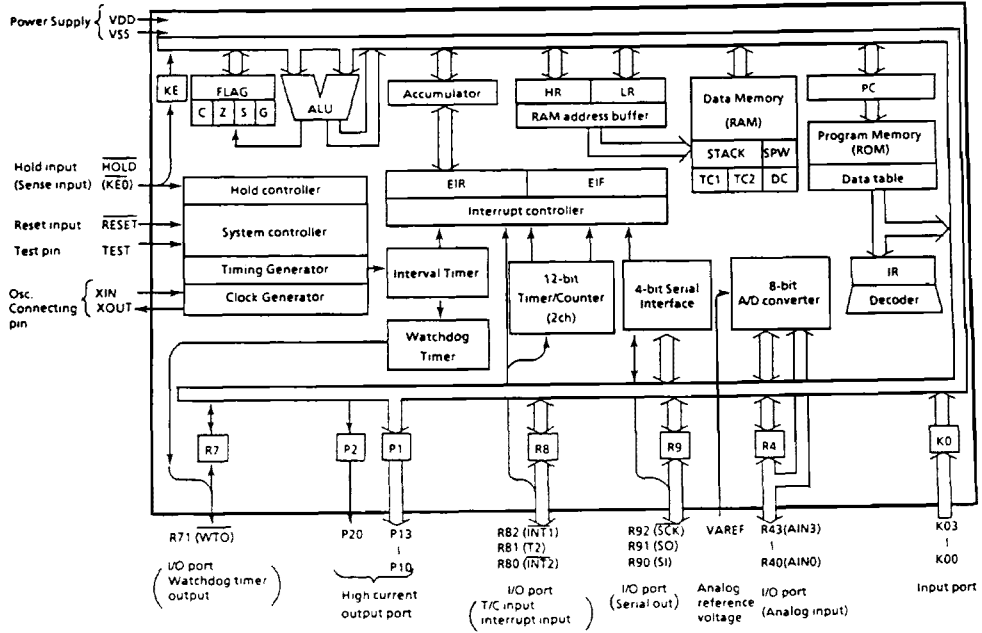 Power Supply
VDD
VSS
KE
FLAG
C Z S G
ALU
Accumulator
HR LR
RAM address buffer
Data Memory
(RAM)
STACK SPW
TC1 TC2 DC
PC
Program Memory
(ROM)
Data table
Hold input HOLD
(Sense input) (KE0)
Reset input RESET
Test pin TEST
Osc.
Connecting
pin
XIN
XOUT
Hold controller
System controller
Timing Generator
Clock Generator
EIR EIF
Interrupt controller
Interval Timer
Watchdog
Timer
12-bit
Timer/Counter
(2ch)
4-bit Serial
Interface
8-bit
A/D converter
IR
Decoder
R7
P2
P1
R8
R9
R4
K0
R71 (WTO)
I/O port
Watchdog timer
output
P20
P13
P10
High current
output port
R82 (INT1)
R81 (T2)
R80 (INT2)
I/O port
T/C input
interrupt input
R92 (SCK)
R91 (SO)
R90 (SI)
I/O port
(Serial out)
VAREF
Analog
reference
voltage
R43(AIN3)
R40(AIN0)
I/O port
(Analog input)
K03
K00
Input port